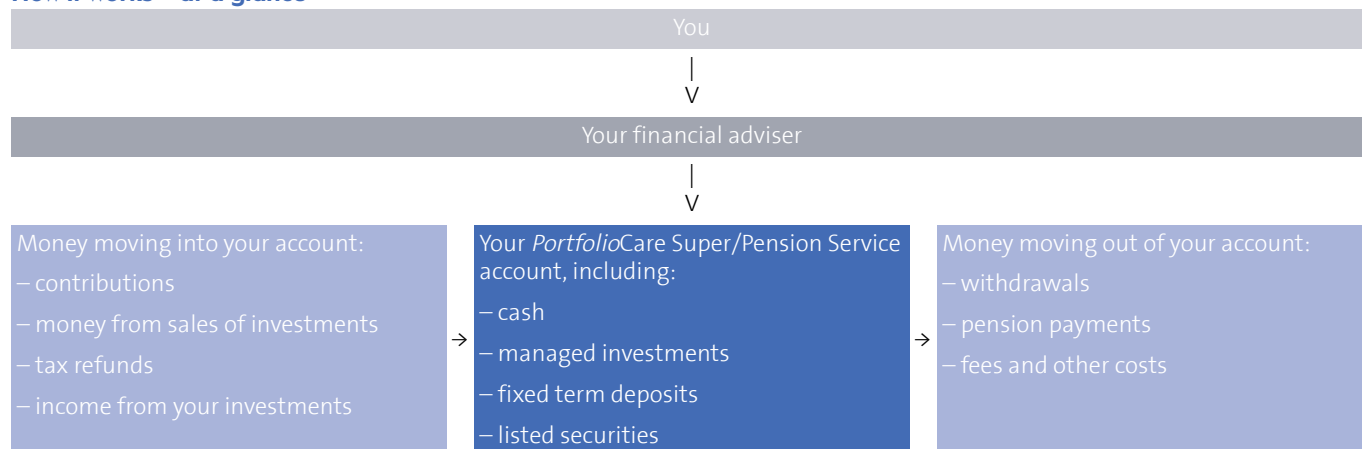 You
|
V
Your financial adviser
|
V
Money moving into your account:
– contributions
– money from sales of investments
– tax refunds
– income from your investments
→
Your PortfolioCare Super/Pension Service
account, including:
– cash
– managed investments
– fixed term deposits
– listed securities
→
Money moving out of your account:
– withdrawals
– pension payments
– fees and other costs